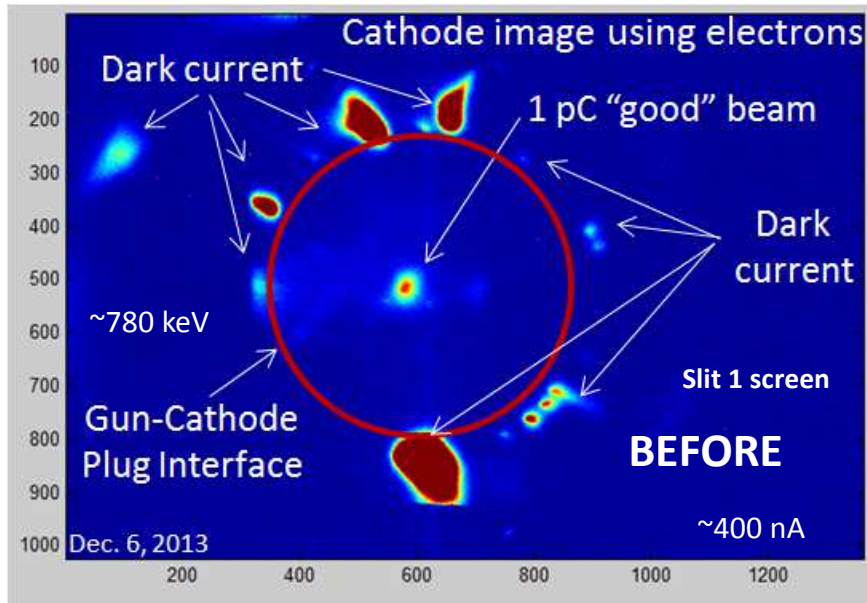 Cathode image using electrons
Dark current
1 pC “good” beam
Dark
current
~780 keV
Slit 1 screen
Gun-Cathode
Plug Interface
BEFORE
~400 nA
Dec. 6, 2013
100
200
300
400
500
600
700
800
900
1000
200
400
600
800
1000
1200